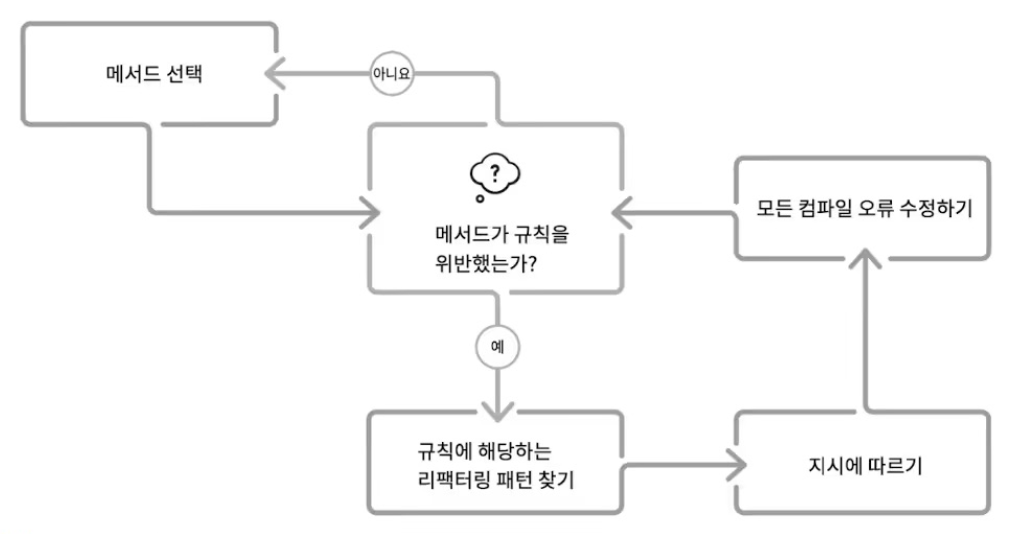 메서드 선택
아니요
?
메서드가 규칙을
위반했는가?
모든 컴파일 오류 수정하기
예
규칙에 해당하는
리팩터링 패턴 찾기
지시에 따르기